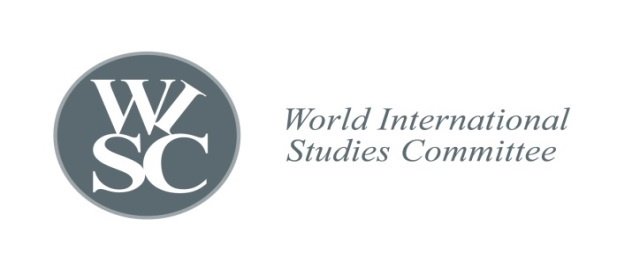 WI
SC
World International
Studies Committee